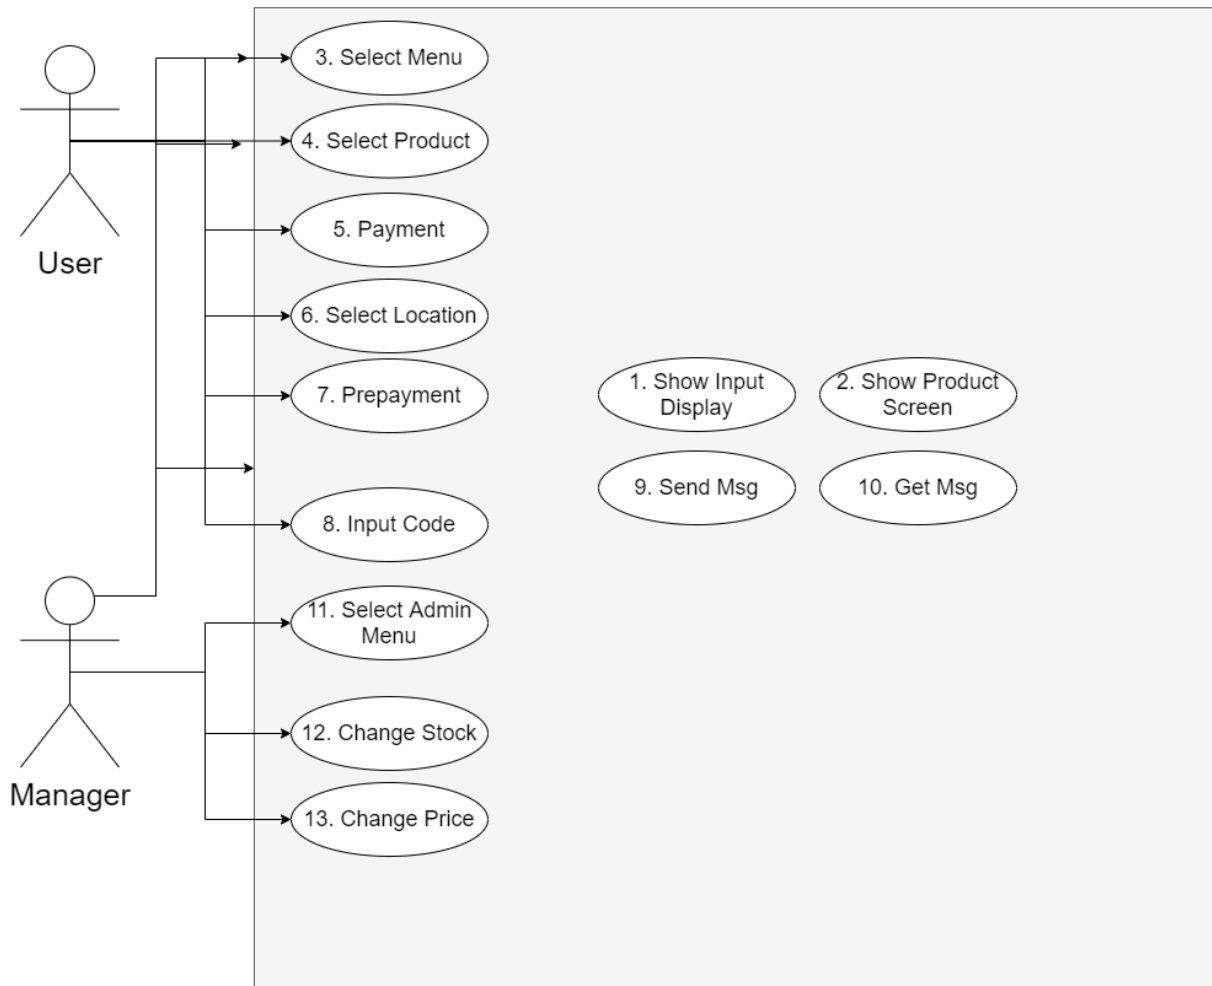 3. Select Menu
4. Select Product
5. Payment
User
6. Select Location
7. Prepayment
1. Show Input
Display
2. Show Product
Screen
9. Send Msg
10. Get Msg
8. Input Code
11. Select Admin
Menu
12. Change Stock
Manager
13. Change Price